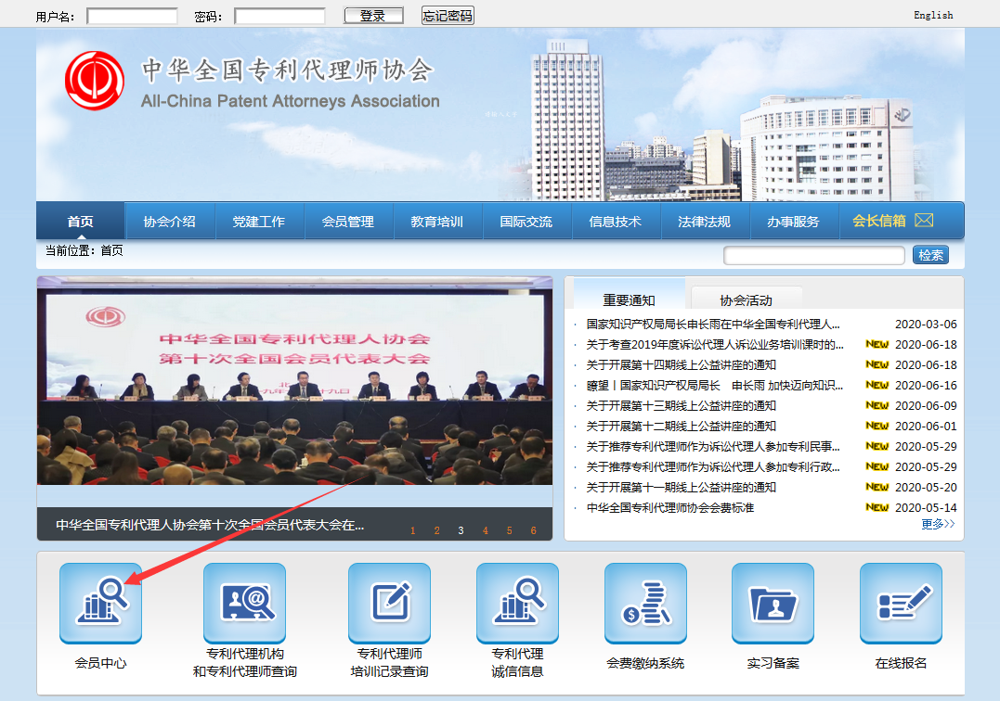 用户名：
密码：
登录
忘记密码
English
中华全国专利代理师协会
All-China Patent Attorneys Association
首页
协会介绍
党建工作
会员管理
教育培训
国际交流
信息技术
法律法规
办事服务
会长信箱
当前位置：首页
检索
中华全国专利代理人协会
第十次全国会员代表大会
中华全国专利代理人协会第十次全国会员代表大会在...
1 2 3 4 5 6
重要通知
协会活动
· 国家知识产权局局长申长雨在中华全国专利代理人... 2020-03-06
· 关于考查2019年度诉讼代理人诉讼业务培训课时的... NEW 2020-06-18
· 关于开展第十四期线上公益讲座的通知 NEW 2020-06-18
· 瞭望丨国家知识产权局局长　申长雨 加快迈向知识... NEW 2020-06-16
· 关于开展第十三期线上公益讲座的通知 NEW 2020-06-09
· 关于开展第十二期线上公益讲座的通知 NEW 2020-06-01
· 关于推荐专利代理师作为诉讼代理人参加专利民事... NEW 2020-05-29
· 关于推荐专利代理师作为诉讼代理人参加专利行政... NEW 2020-05-29
· 关于开展第十一期线上公益讲座的通知 NEW 2020-05-20
· 中华全国专利代理师协会会费标准 NEW 2020-05-14
更多>>
会员中心
专利代理机构
和专利代理师查询
专利代理师
培训记录查询
专利代理
诚信信息
会费缴纳系统
实习备案
在线报名